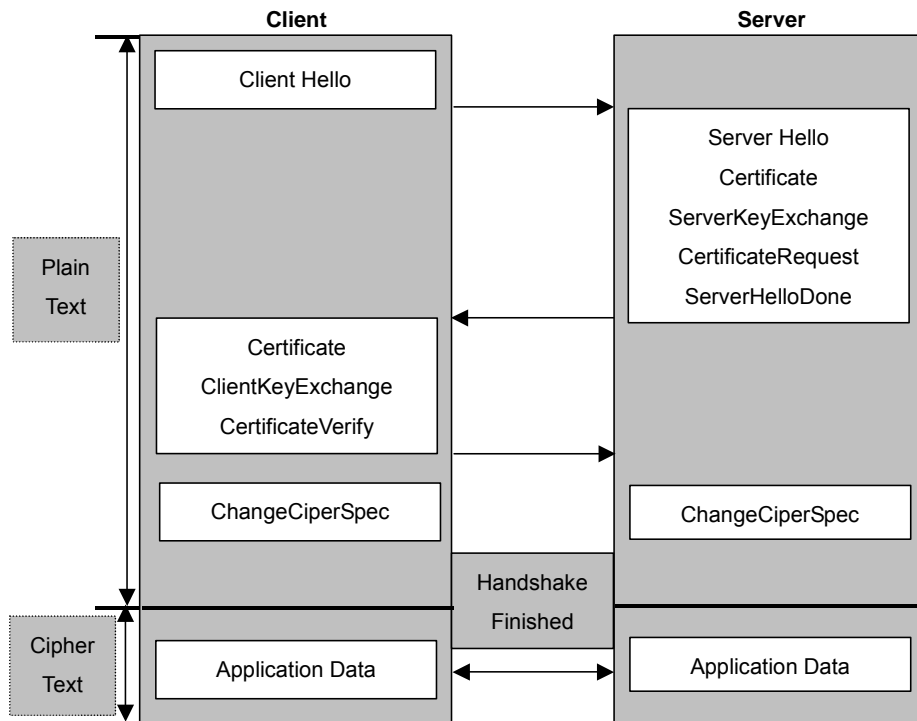 Client
Server
Client Hello
Server Hello
Certificate
ServerKeyExchange
CertificateRequest
ServerHelloDone
Plain
Text
Certificate
ClientKeyExchange
CertificateVerify
ChangeCiperSpec
ChangeCiperSpec
Handshake
Finished
Cipher
Text
Application Data
Application Data